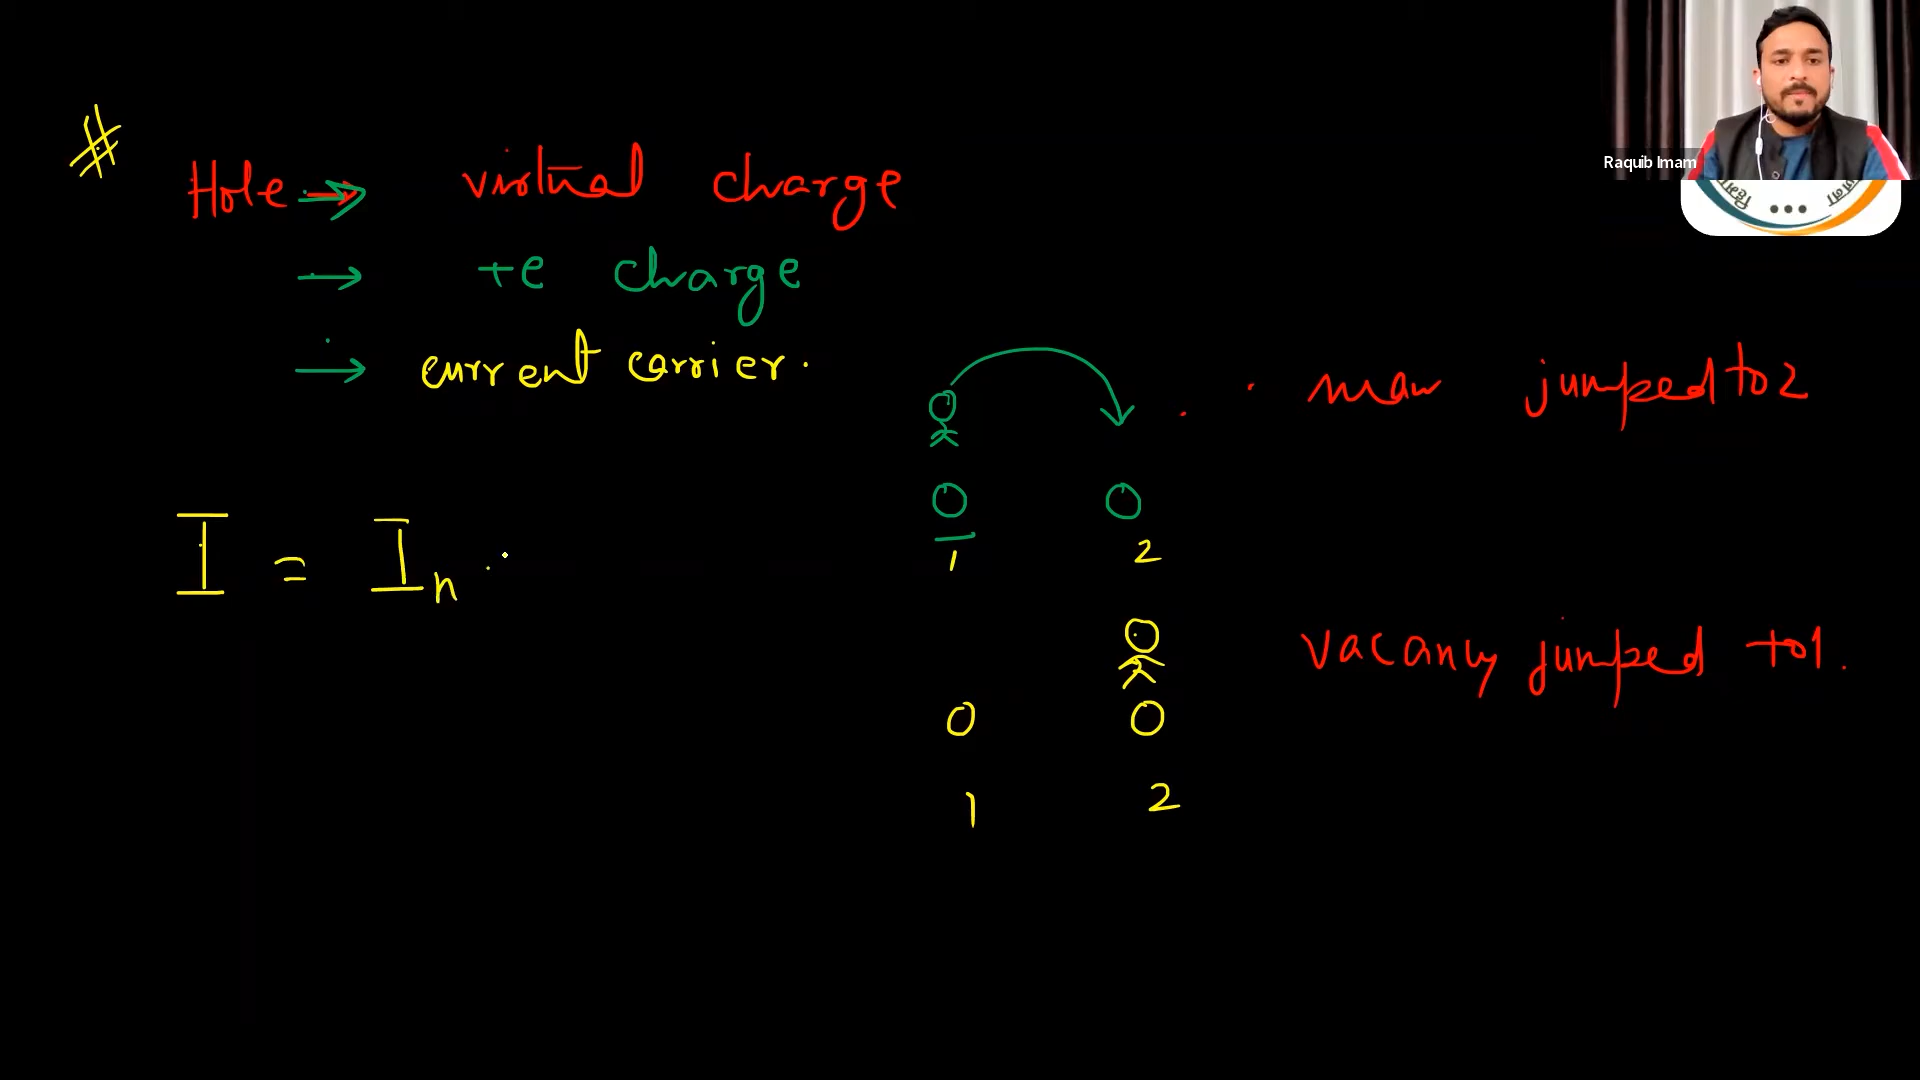 #
Hole → virtual charge
→ +e charge
→ current carrier.
I = In
man jumped to 2
1 2
vacancy jumped to 1.
1 2
Raquib Imam